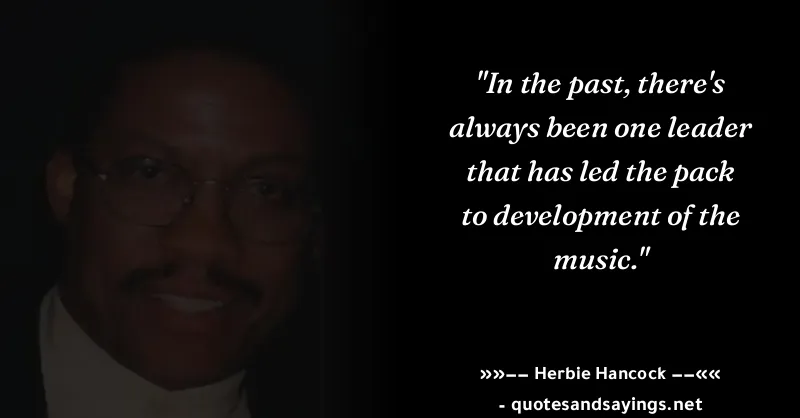 "In the past, there's
always been one leader
that has led the pack
to development of the
music."
»»–– Herbie Hancock ––««
- quotesandsayings.net